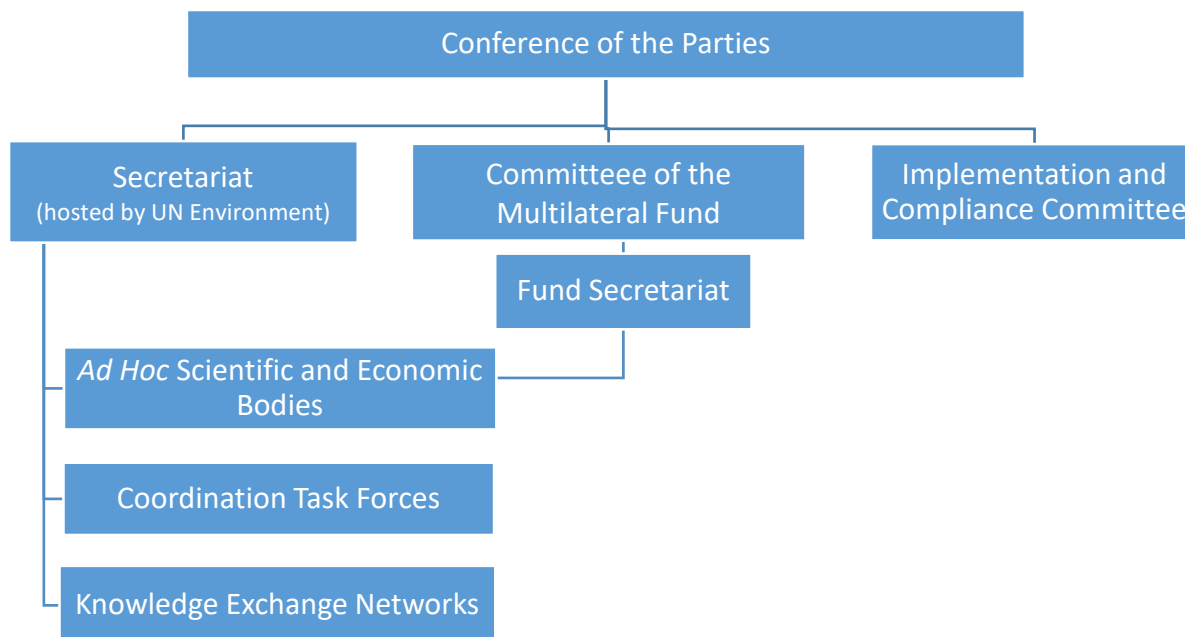 Conference of the Parties
Secretariat
(hosted by UN Environment)
Committeee of the
Multilateral Fund
Implementation and
Compliance Committee
Fund Secretariat
Ad Hoc Scientific and Economic
Bodies
Coordination Task Forces
Knowledge Exchange Networks